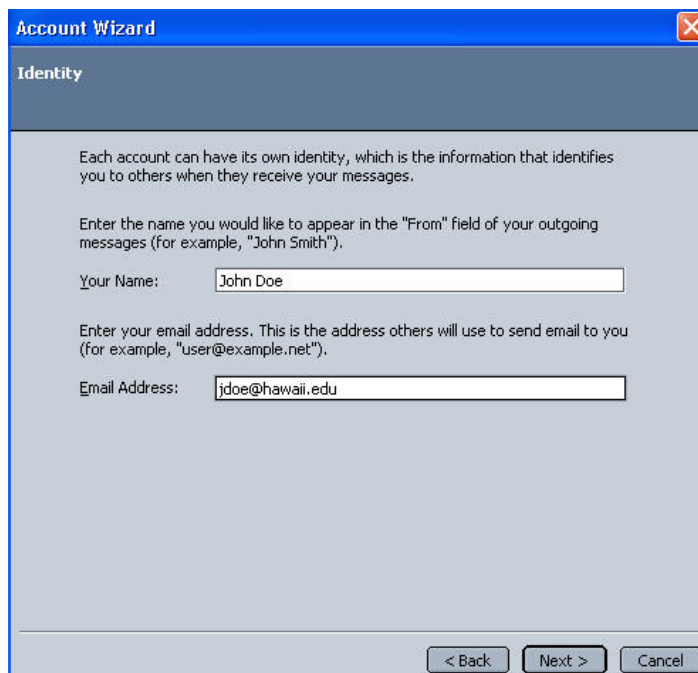 Account Wizard
Identity
Each account can have its own identity, which is the information that identifies
you to others when they receive your messages.
Enter the name you would like to appear in the "From" field of your outgoing
messages (for example, "John Smith").
Your Name: John Doe
Enter your email address. This is the address others will use to send email to you
(for example, "user@example.net").
Email Address: jdoe@hawaii.edu
< Back Next > Cancel